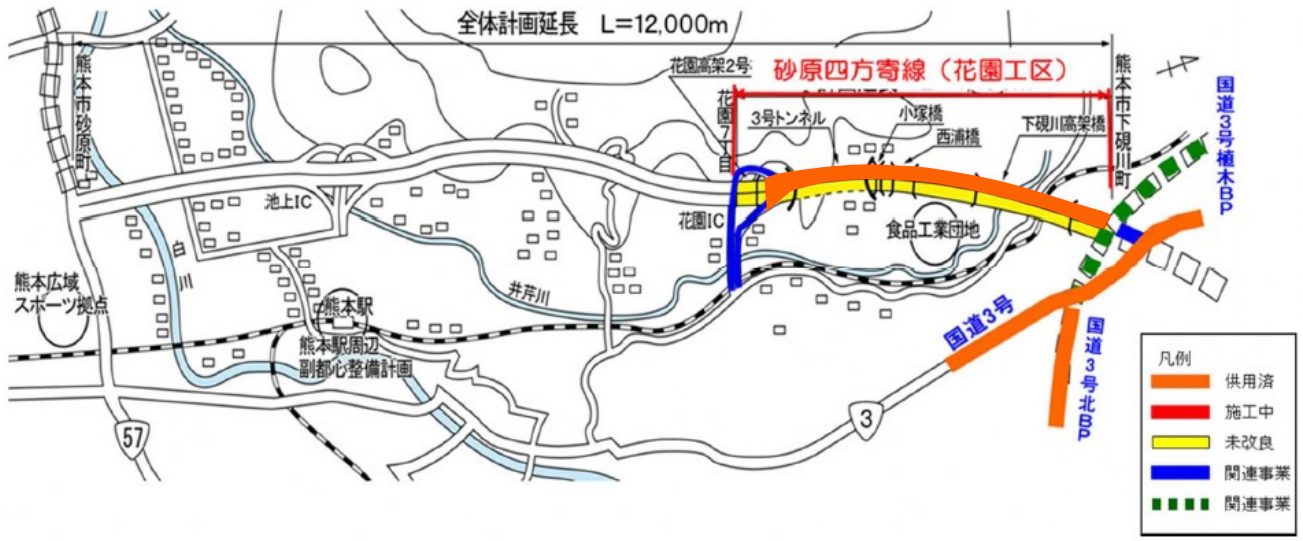 全体計画延長 L=12,000m
花園高架2号
砂原四方寄線（花園工区）
熊本市砂原町
花園7丁目
3号トンネル
小塚橋
西浦橋
下硯川高架橋
熊本市下硯川町
国道3号植木BP
池上IC
花園IC
食品工業団地
白川
井芹川
熊本広域
スポーツ拠点
熊本駅
熊本駅周辺
副都心整備計画
国道3号
国道3号北BP
57
3
凡例
供用済
施工中
未改良
関連事業
関連事業